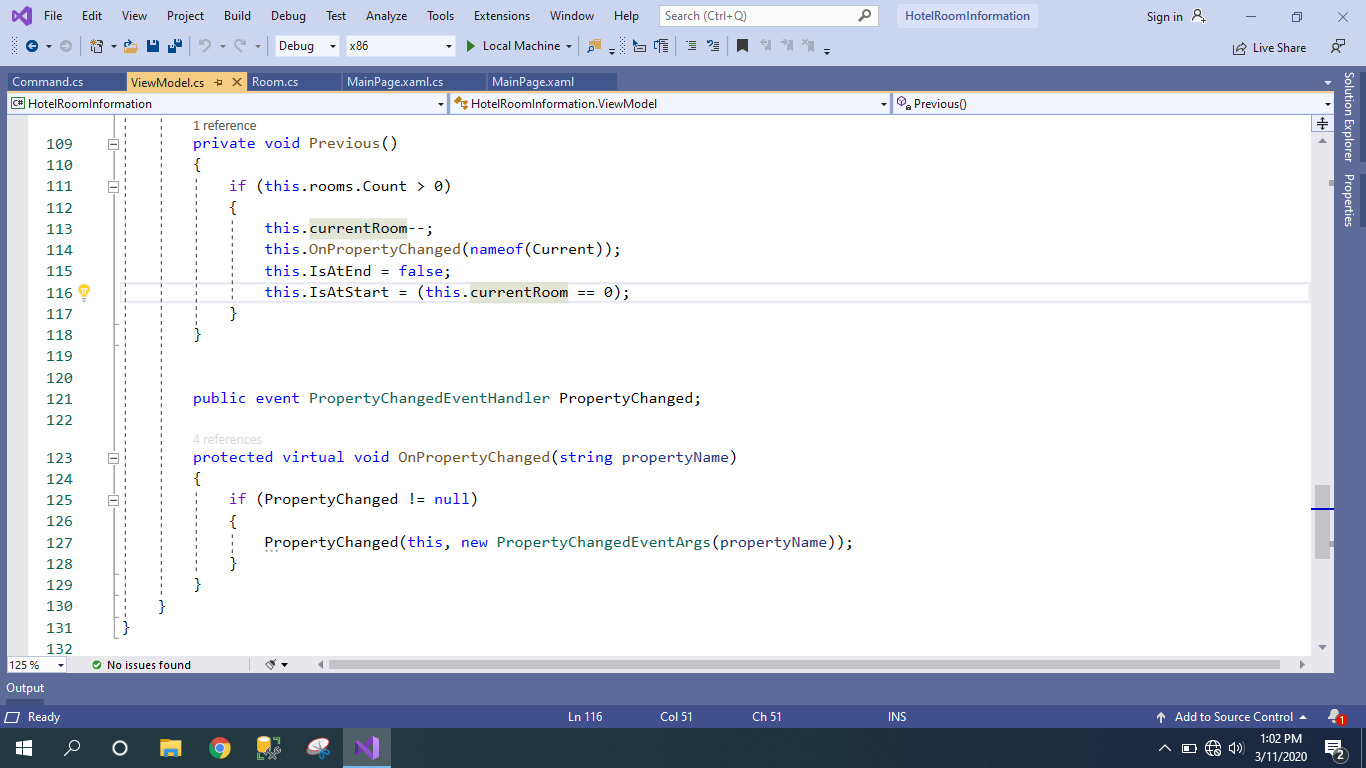 File Edit View Project Build Debug Test Analyze Tools Extensions Window Help Search (Ctrl+Q) HotelRoomInformation Sign in
Debug x86 Local Machine Live Share
Command.cs ViewModel.cs Room.cs MainPage.xaml.cs MainPage.xaml
C# HotelRoomInformation HotelRoomInformation.ViewModel Previous()
Solution Explorer
Properties
1 reference
109 private void Previous()
110 {
111 if (this.rooms.Count > 0)
112 {
113 this.currentRoom--;
114 this.OnPropertyChanged(nameof(Current));
115 this.IsAtEnd = false;
116 this.IsAtStart = (this.currentRoom == 0);
117 }
118 }
119
120
121 public event PropertyChangedEventHandler PropertyChanged;
122
4 references
123 protected virtual void OnPropertyChanged(string propertyName)
124 {
125 if (PropertyChanged != null)
126 {
127 PropertyChanged(this, new PropertyChangedEventArgs(propertyName));
128 }
129 }
130 }
131 }
132
125 % No issues found
Output
Ready Ln 116 Col 51 Ch 51 INS Add to Source Control 1
1:02 PM
3/11/2020 2